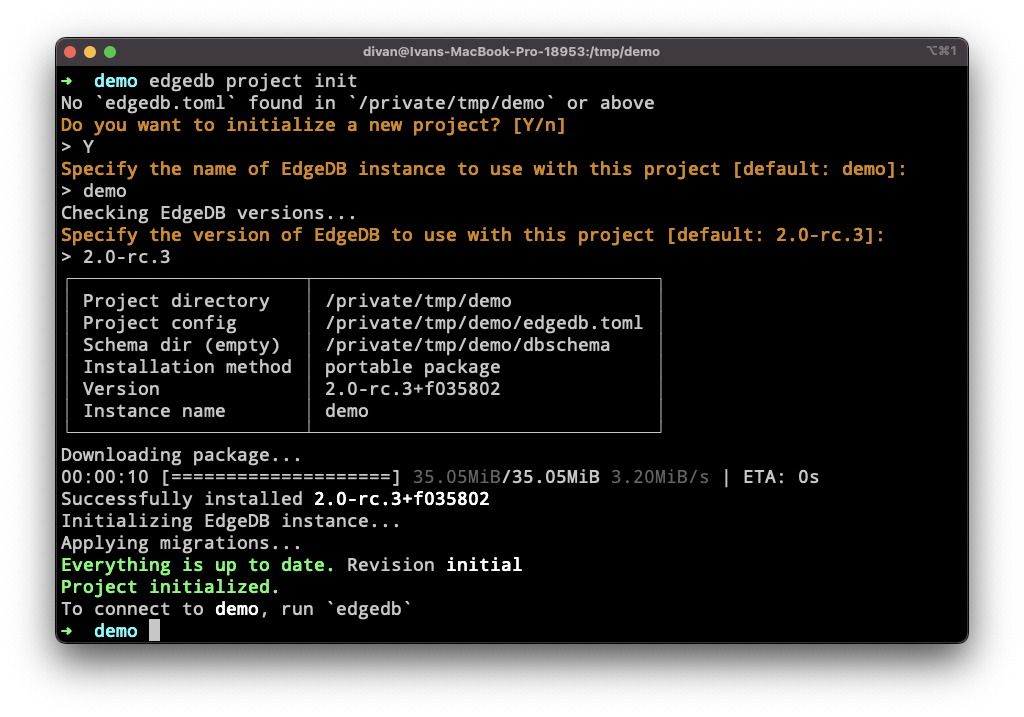 divan@Ivans-MacBook-Pro-18953:/tmp/demo ⌥⌘1
➜ demo edgedb project init
No `edgedb.toml` found in `/private/tmp/demo` or above
Do you want to initialize a new project? [Y/n]
> Y
Specify the name of EdgeDB instance to use with this project [default: demo]:
> demo
Checking EdgeDB versions...
Specify the version of EdgeDB to use with this project [default: 2.0-rc.3]:
> 2.0-rc.3
Project directory /private/tmp/demo
Project config /private/tmp/demo/edgedb.toml
Schema dir (empty) /private/tmp/demo/dbschema
Installation method portable package
Version 2.0-rc.3+f035802
Instance name demo
Downloading package...
00:00:10 [====================] 35.05MiB/35.05MiB 3.20MiB/s | ETA: 0s
Successfully installed 2.0-rc.3+f035802
Initializing EdgeDB instance...
Applying migrations...
Everything is up to date. Revision initial
Project initialized.
To connect to demo, run `edgedb`
➜ demo